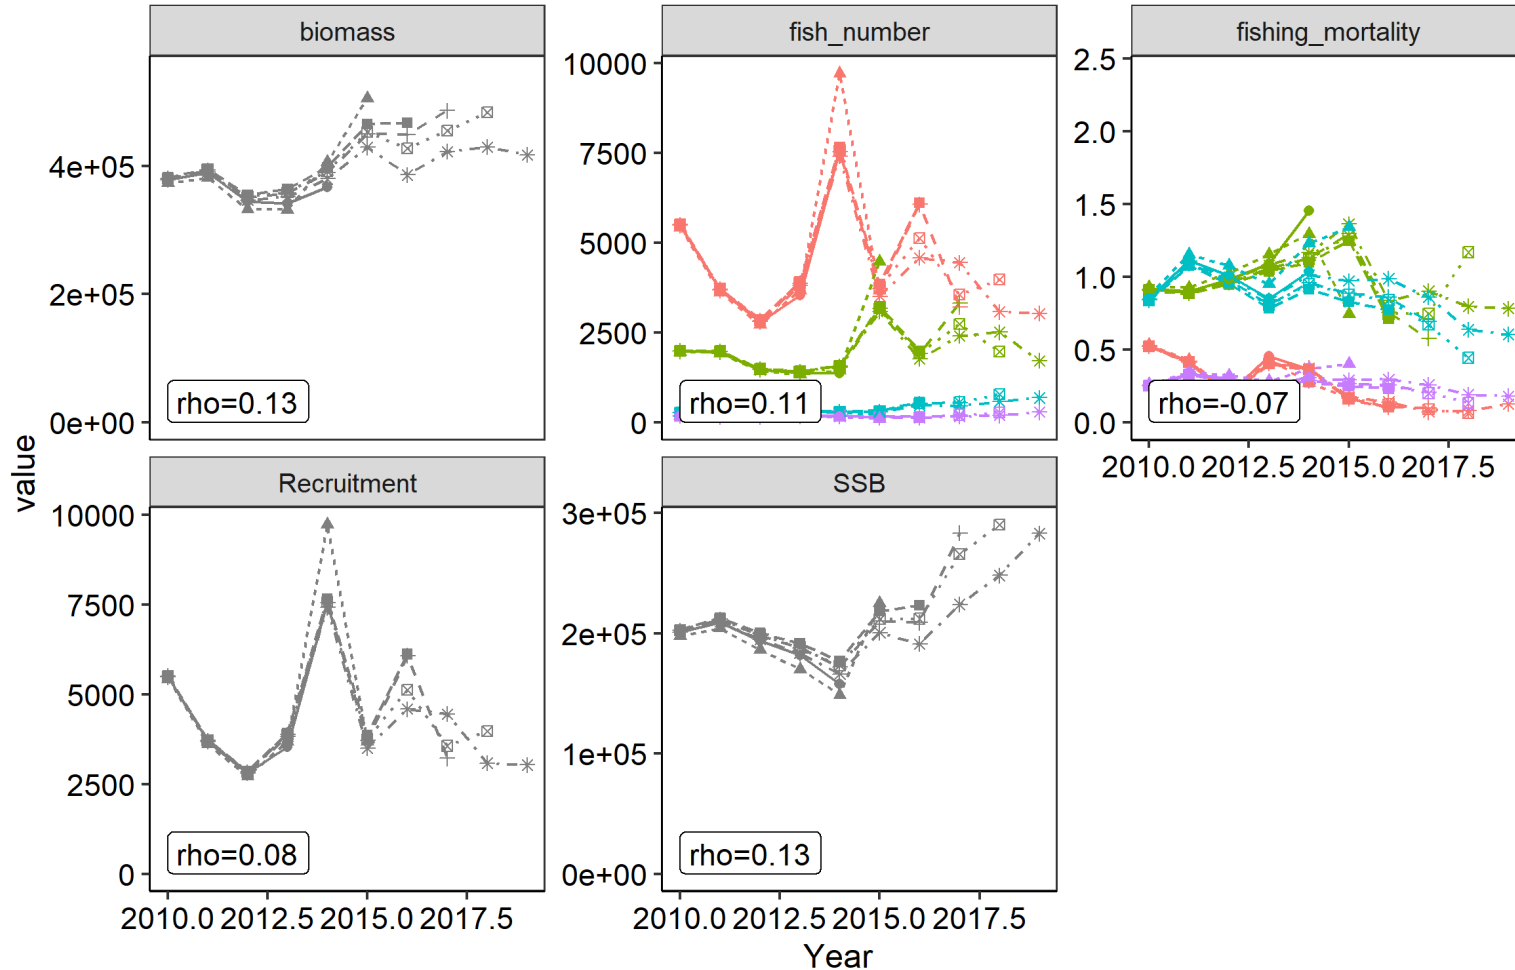 biomass
fish_number
fishing_mortality
4e+05
2e+05
0e+00
rho=0.13
10000
7500
5000
2500
0
rho=0.11
2.5
2.0
1.5
1.0
0.5
0.0
rho=-0.07
2010.0 2012.5 2015.0 2017.5
value
Recruitment
SSB
10000
7500
5000
2500
0
rho=0.08
2010.0 2012.5 2015.0 2017.5
3e+05
2e+05
1e+05
0e+00
rho=0.13
2010.0 2012.5 2015.0 2017.5
Year